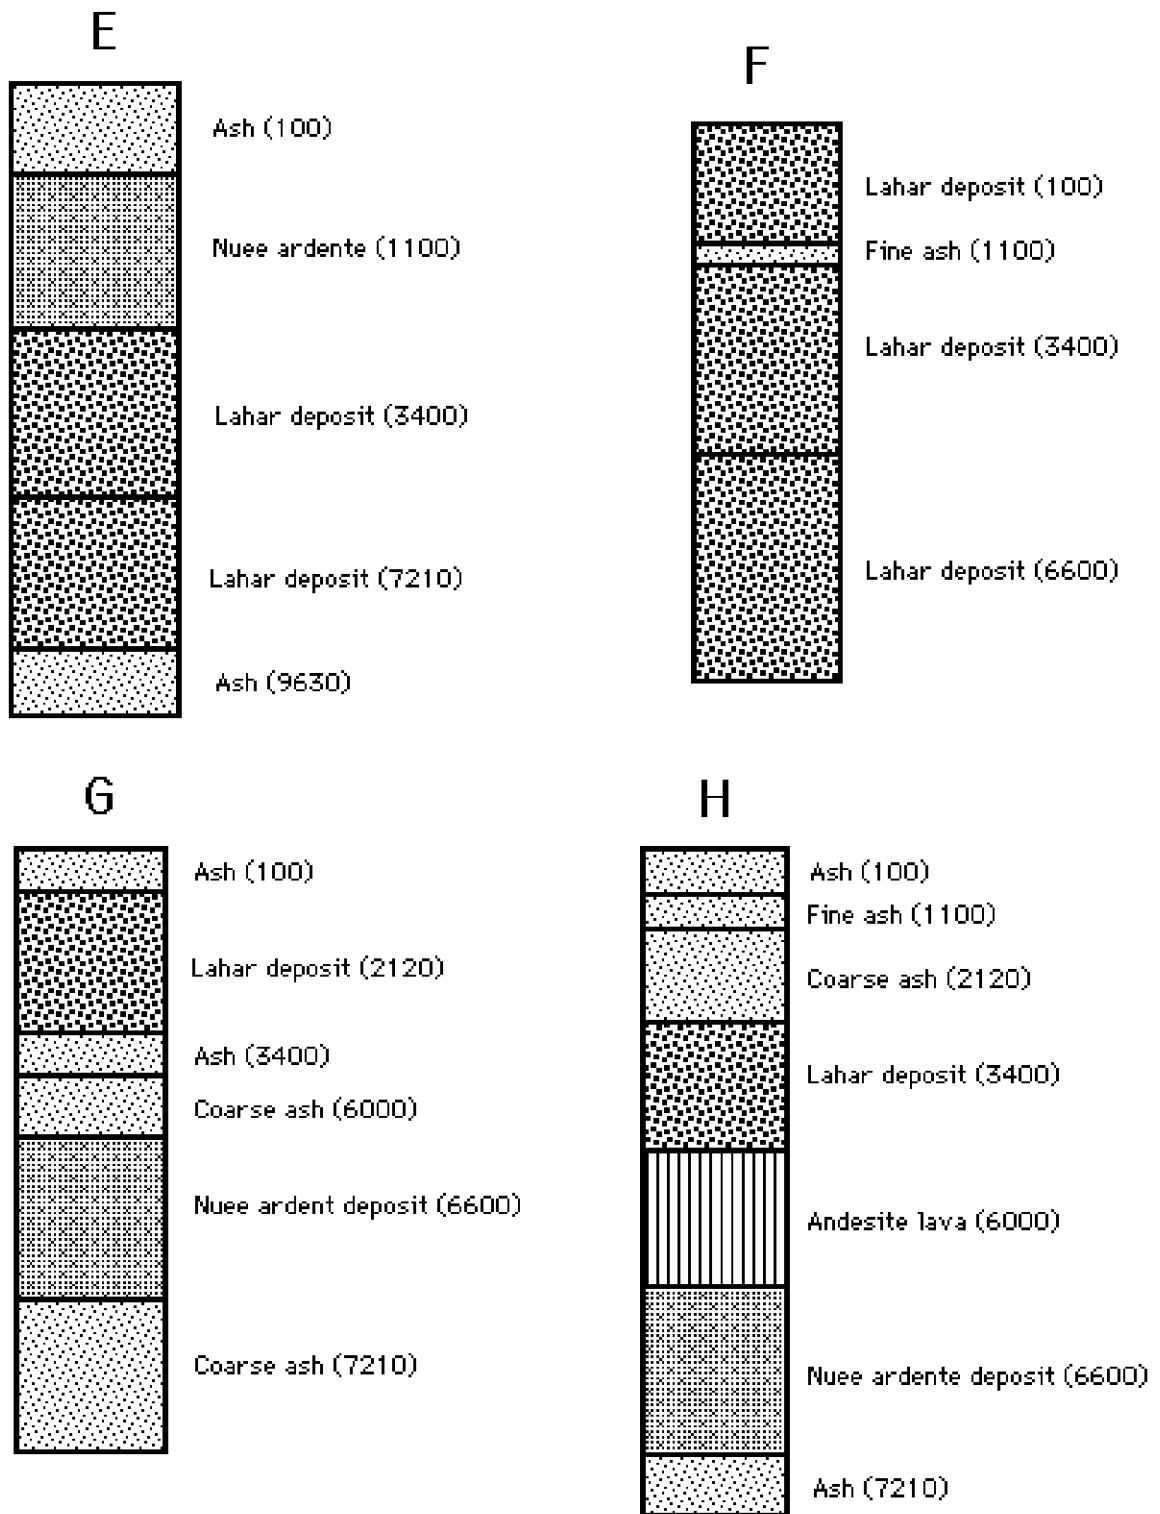 E
Ash (100)
Nuee ardente (1100)
Lahar deposit (3400)
Lahar deposit (7210)
Ash (9630)
F
Lahar deposit (100)
Fine ash (1100)
Lahar deposit (3400)
Lahar deposit (6600)
G
Ash (100)
Lahar deposit (2120)
Ash (3400)
Coarse ash (6000)
Nuee ardent deposit (6600)
Coarse ash (7210)
H
Ash (100)
Fine ash (1100)
Coarse ash (2120)
Lahar deposit (3400)
Andesite lava (6000)
Nuee ardente deposit (6600)
Ash (7210)